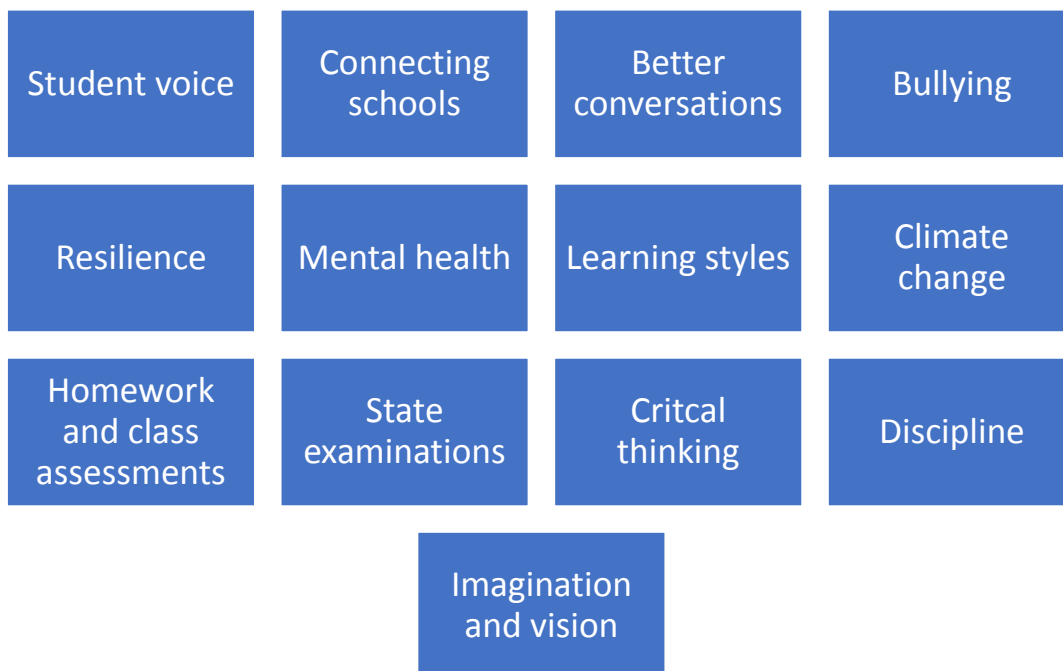 Student voice
Connecting
schools
Better
conversations
Bullying
Resilience
Mental health
Learning styles
Climate
change
Homework
and class
assessments
State
examinations
Critcal
thinking
Discipline
Imagination
and vision